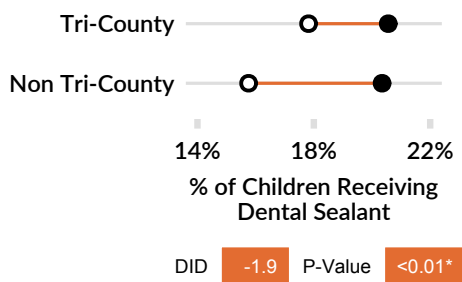 Tri-County
Non Tri-County
14% 18% 22%
% of Children Receiving
Dental Sealant
DID -1.9 P-Value <0.01*